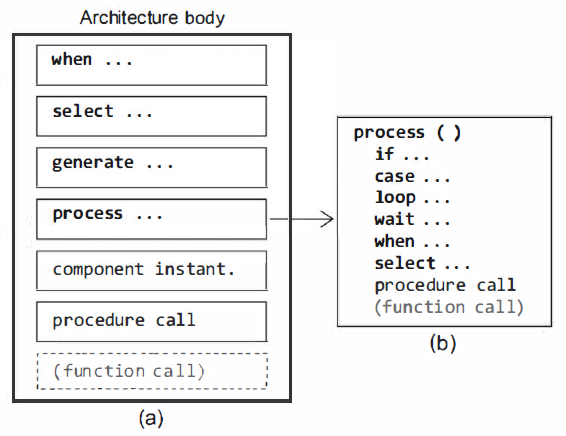 Architecture body
when ...
select ...
generate ...
process ...
component instant.
procedure call
(function call)
(a)
process ( )
if ...
case ...
loop ...
wait ...
when ...
select ...
procedure call
(function call)
(b)